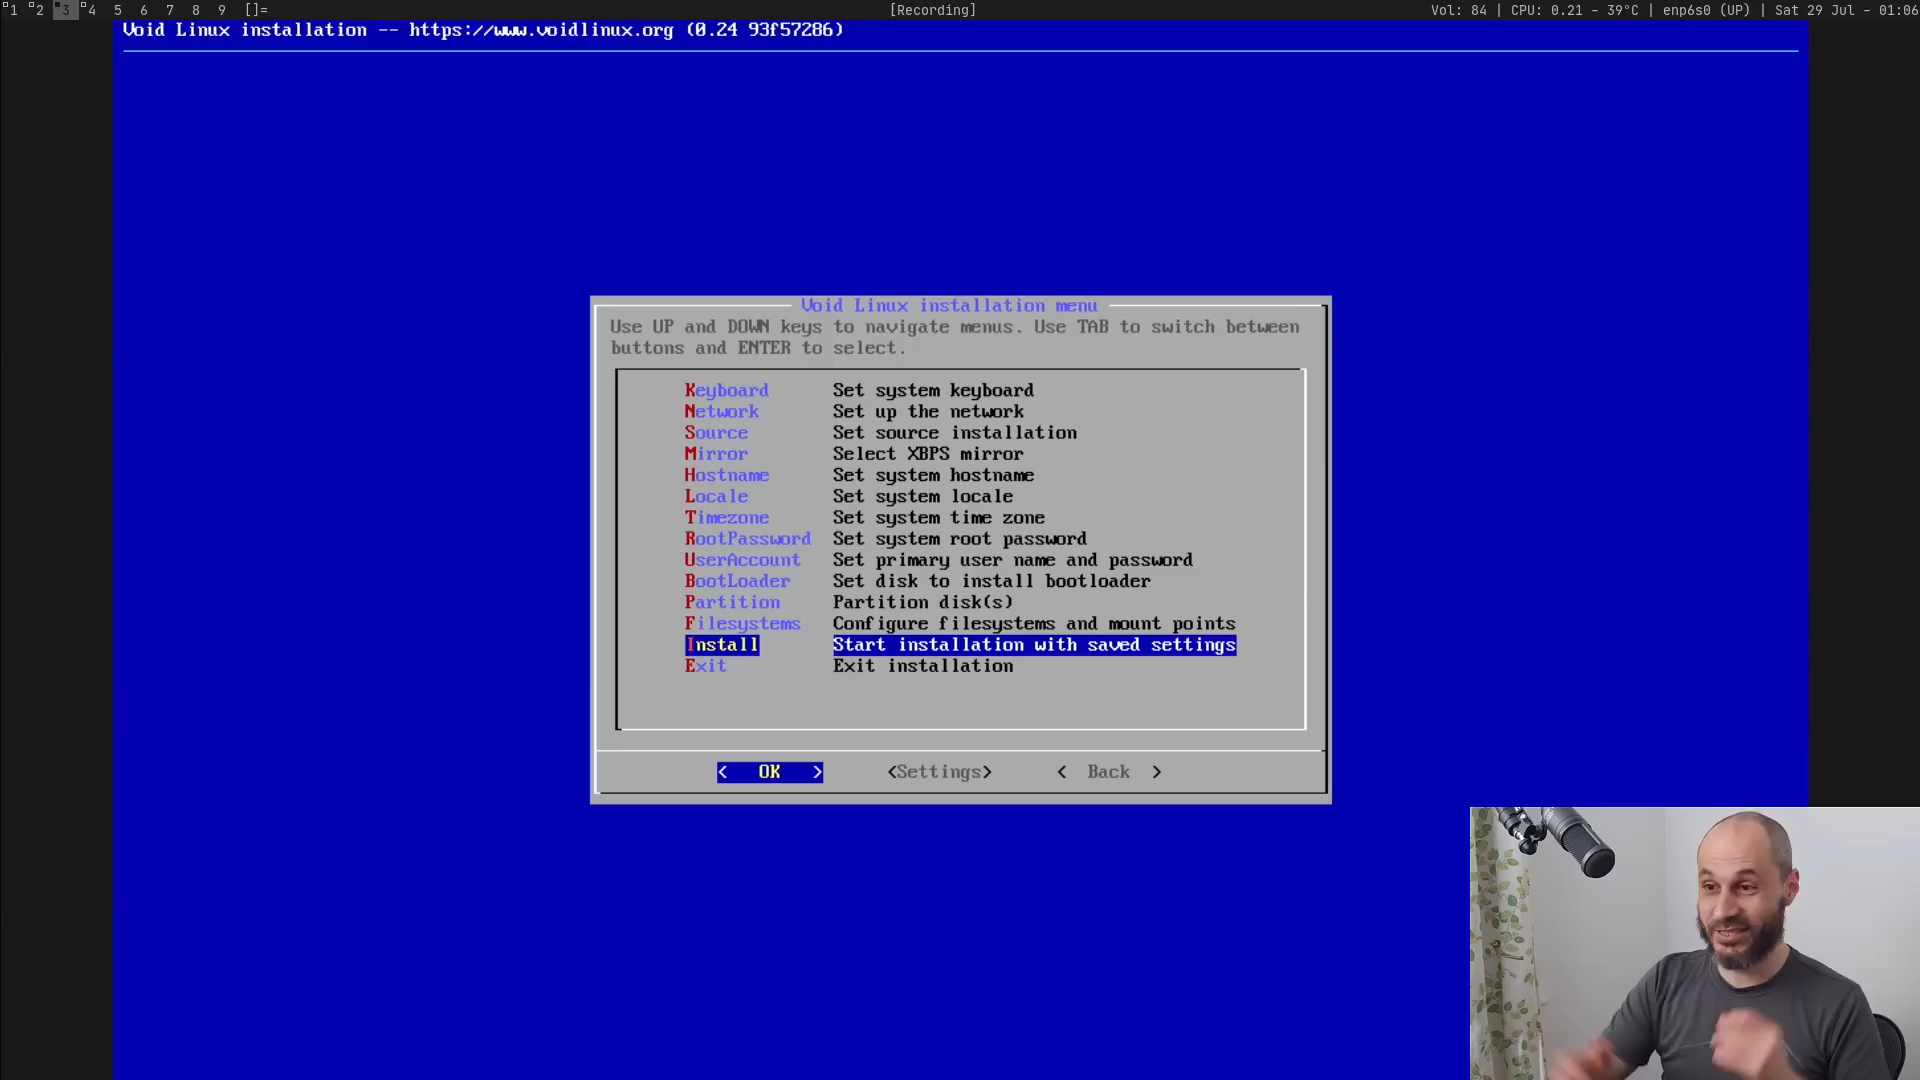 1 2 3 4 5 6 7 8 9 []= [Recording] Vol: 84 | CPU: 0.21 - 39°C | enp6s0 (UP) | Sat 29 Jul - 01:06
Void Linux installation -- https://www.voidlinux.org (0.24 93f57286)
Void Linux installation menu
Use UP and DOWN keys to navigate menus. Use TAB to switch between
buttons and ENTER to select.
Keyboard Set system keyboard
Network Set up the network
Source Set source installation
Mirror Select XBPS mirror
Hostname Set system hostname
Locale Set system locale
Timezone Set system time zone
RootPassword Set system root password
UserAccount Set primary user name and password
BootLoader Set disk to install bootloader
Partition Partition disk(s)
Filesystems Configure filesystems and mount points
Install Start installation with saved settings
Exit Exit installation
< OK > <Settings> < Back >